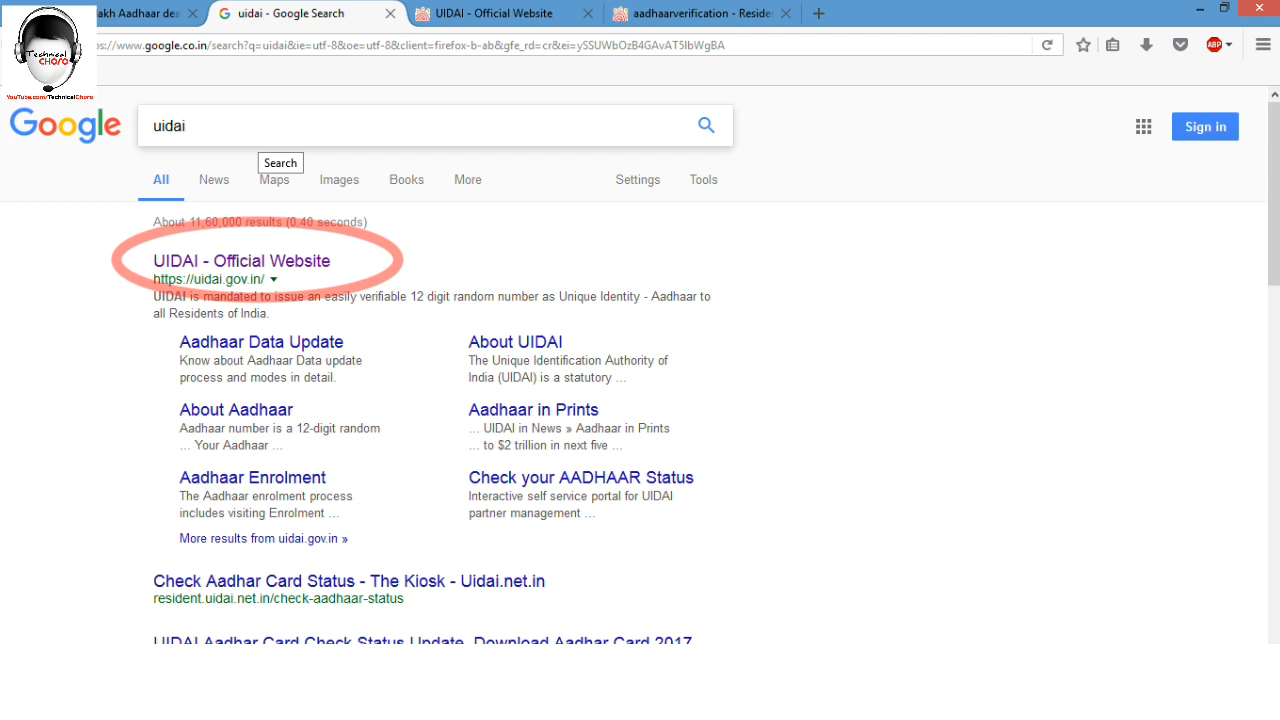 akh Aadhaar dea
uidai - Google Search
UIDAI - Official Website
aadhaarverification - Reside
Technical
Choro
YouTube.com/TechnicalChoro
s://www.google.co.in/search?q=uidai&ie=utf-8&oe=utf-8&client=firefox-b-ab&gfe_rd=cr&ei=ySSUWbOzB4GAvAT5lbWgBA
ABP
Google
uidai
Sign in
Search
All News Maps Images Books More Settings Tools
About 11,60,000 results (0.40 seconds)
UIDAI - Official Website
https://uidai.gov.in/
UIDAI is mandated to issue an easily verifiable 12 digit random number as Unique Identity - Aadhaar to
all Residents of India.
Aadhaar Data Update
Know about Aadhaar Data update
process and modes in detail.
About UIDAI
The Unique Identification Authority of
India (UIDAI) is a statutory ...
About Aadhaar
Aadhaar number is a 12-digit random
... Your Aadhaar ...
Aadhaar in Prints
... UIDAI in News » Aadhaar in Prints
... to $2 trillion in next five ...
Aadhaar Enrolment
The Aadhaar enrolment process
includes visiting Enrolment ...
Check your AADHAAR Status
Interactive self service portal for UIDAI
partner management ...
More results from uidai.gov.in »
Check Aadhar Card Status - The Kiosk - Uidai.net.in
resident.uidai.net.in/check-aadhaar-status
UIDAI Aadhar Card Check Status Update, Download Aadhar Card 2017